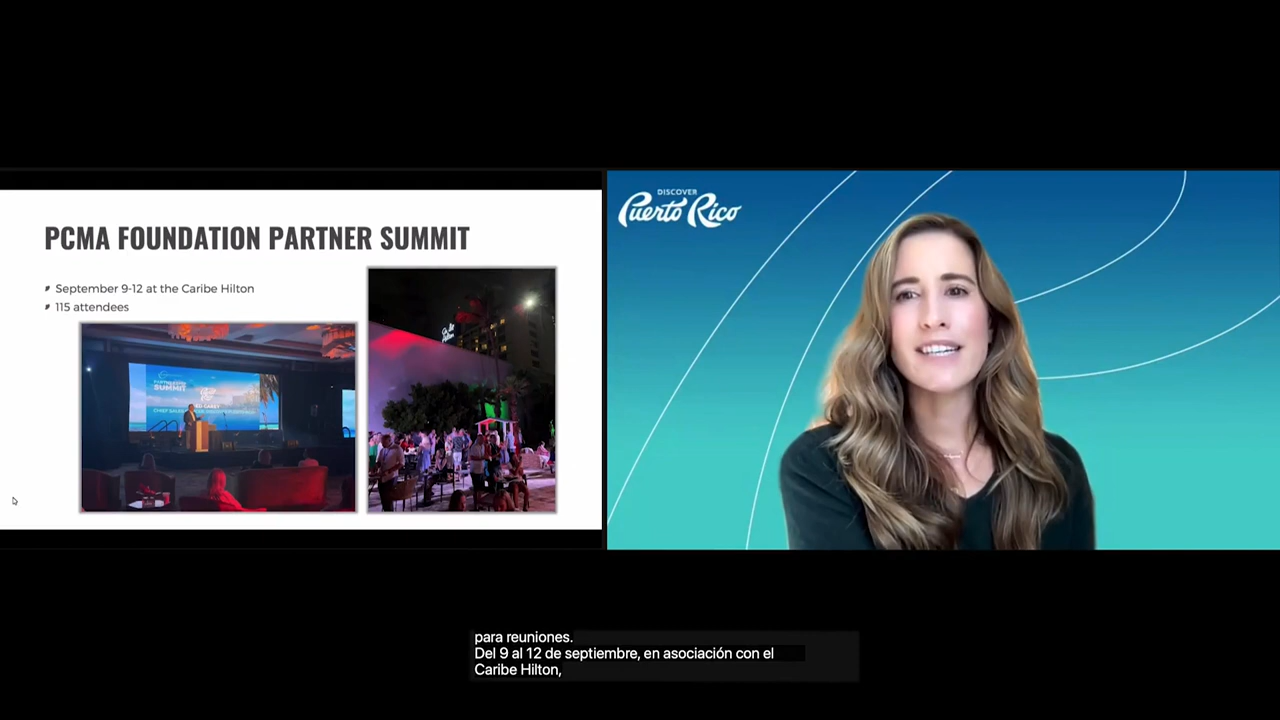 PCMA FOUNDATION PARTNER SUMMIT
September 9-12 at the Caribe Hilton
115 attendees
SUMMIT
DISCOVER
Puerto Rico
para reuniones.
Del 9 al 12 de septiembre, en asociación con el
Caribe Hilton,